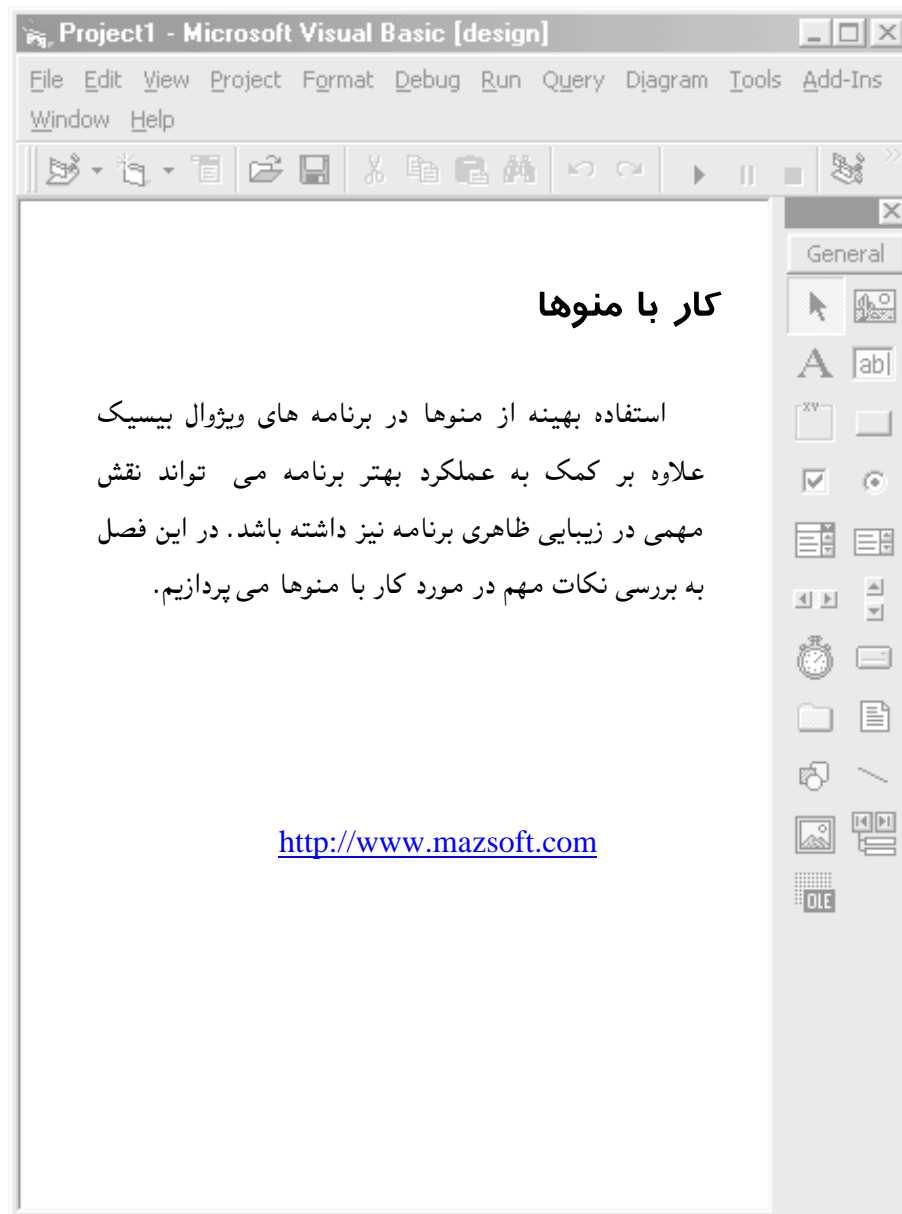 Project1 - Microsoft Visual Basic [design]
File Edit View Project Format Debug Run Query Diagram Tools Add-Ins
Window Help
General
A
ab
XY
OLE
کار با منوها
استفاده بهینه از منوها در برنامه های ویژوال بیسیک
علاوه بر کمک به عملکرد بهتر برنامه می تواند نقش
مهمی در زیبایی ظاهری برنامه نیز داشته باشد. در این فصل
به بررسی نکات مهم در مورد کار با منوها می پردازیم.
http://www.mazsoft.com